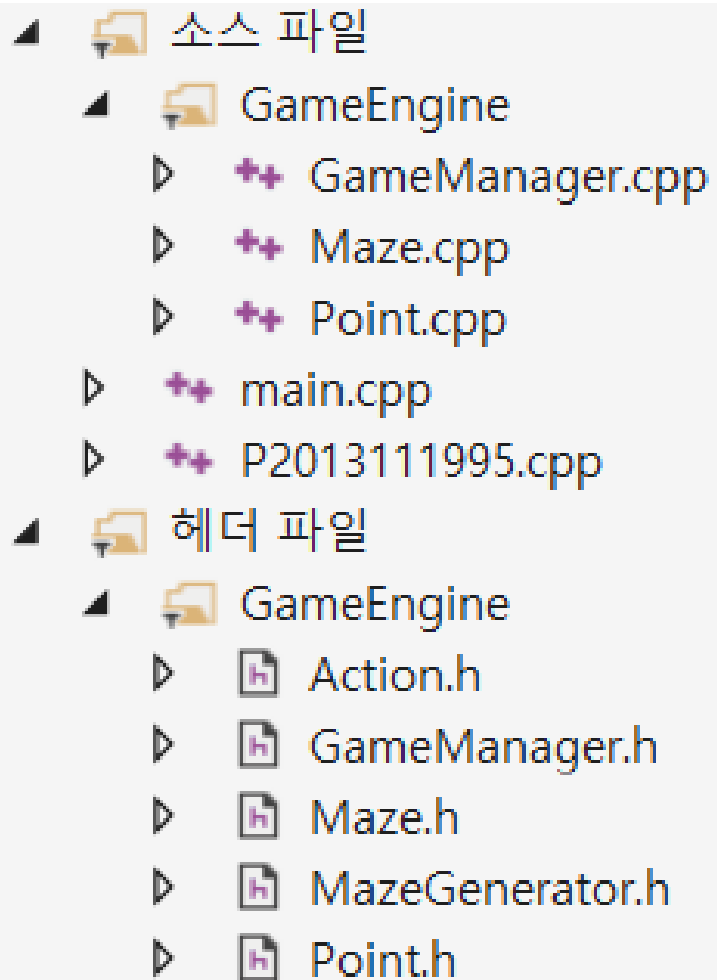 소스 파일
GameEngine
GameManager.cpp
Maze.cpp
Point.cpp
main.cpp
P2013111995.cpp
헤더 파일
GameEngine
Action.h
GameManager.h
Maze.h
MazeGenerator.h
Point.h